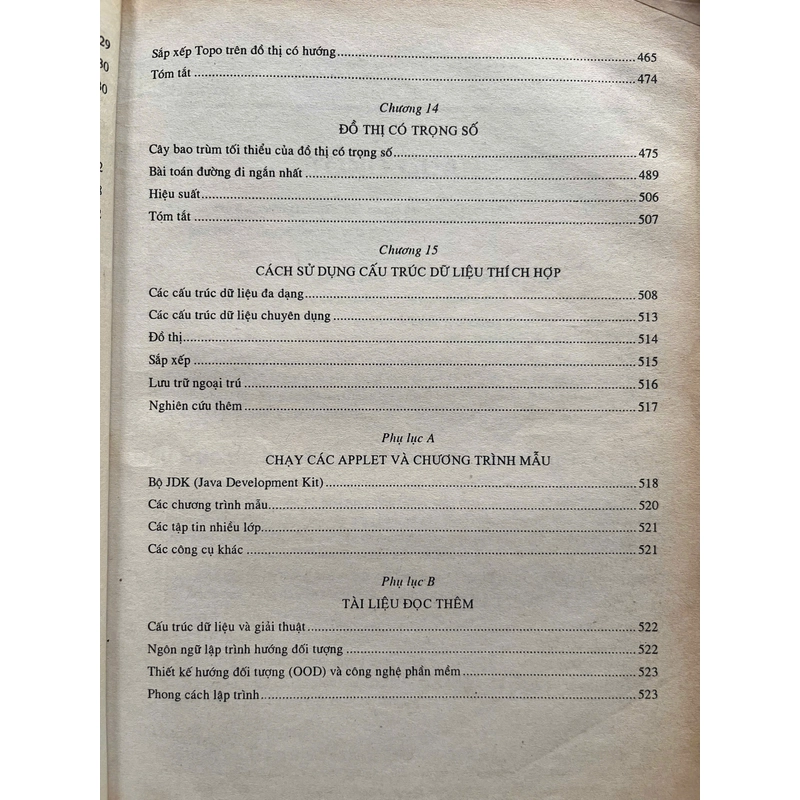 29
30
Sắp xếp Topo trên đồ thị có hướng 465
Tóm tắt 474
Chương 14
ĐỒ THỊ CÓ TRỌNG SỐ
Cây bao trùm tối thiểu của đồ thị có trọng số 475
Bài toán đường đi ngắn nhất 489
Hiệu suất 506
Tóm tắt 507
Chương 15
CÁCH SỬ DỤNG CẤU TRÚC DỮ LIỆU THÍCH HỢP
Các cấu trúc dữ liệu đa dạng 508
Các cấu trúc dữ liệu chuyên dụng 513
Đồ thị 514
Sắp xếp 515
Lưu trữ ngoại trú 516
Nghiên cứu thêm 517
Phụ lục A
CHẠY CÁC APPLET VÀ CHƯƠNG TRÌNH MẪU
Bộ JDK (Java Development Kit) 518
Các chương trình mẫu 520
Các tập tin nhiều lớp 521
Các công cụ khác 521
Phụ lục B
TÀI LIỆU ĐỌC THÊM
Cấu trúc dữ liệu và giải thuật 522
Ngôn ngữ lập trình hướng đối tượng 522
Thiết kế hướng đối tượng (OOD) và công nghệ phần mềm 523
Phong cách lập trình 523